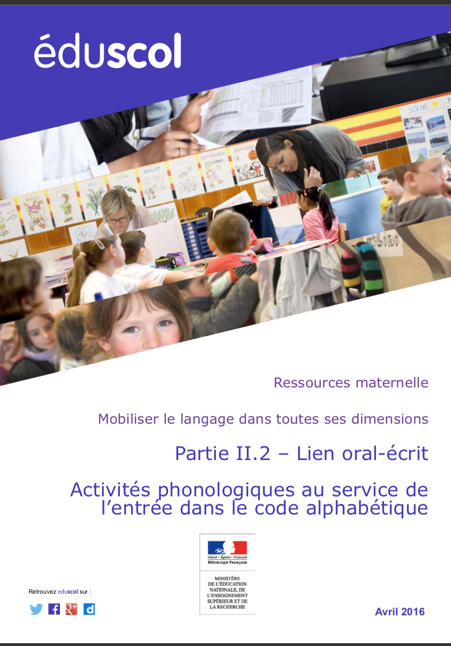 éduscol
Ressources maternelle
Mobiliser le langage dans toutes ses dimensions
Partie II.2 – Lien oral-écrit
Activités phonologiques au service de
l'entrée dans le code alphabétique
Liberté • Égalité • Fraternité
RÉPUBLIQUE FRANÇAISE
MINISTÈRE
DE L'ÉDUCATION
NATIONALE, DE
L'ENSEIGNEMENT
SUPÉRIEUR ET DE
LA RECHERCHE
Retrouvez eduscol sur :
Avril 2016